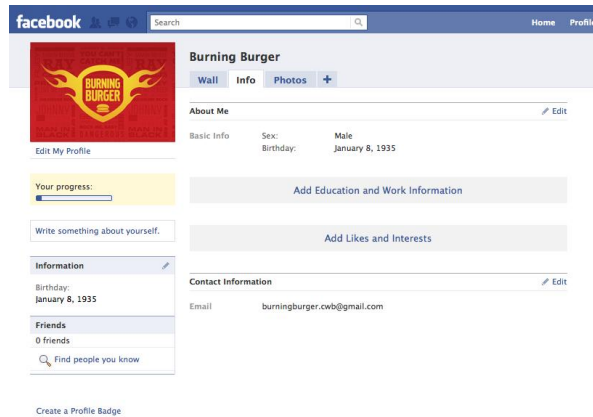 facebook
Search
Home Profile
BURNING
BURGER
Edit My Profile
Your progress:
Write something about yourself.
Information
Birthday:
January 8, 1935
Friends
0 friends
Find people you know
Create a Profile Badge
Burning Burger
Wall Info Photos +
About Me Edit
Basic Info Sex: Male
Birthday: January 8, 1935
Add Education and Work Information
Add Likes and Interests
Contact Information Edit
Email burningburger.cwb@gmail.com